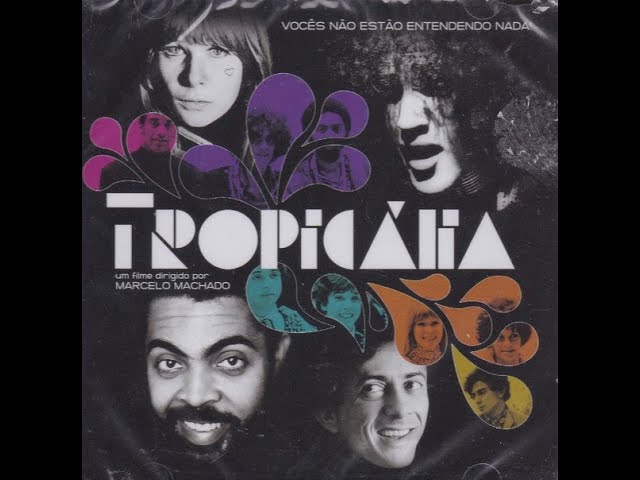 VOCÊS NÃO ESTÃO ENTENDENDO NADA!
TROPICÁLIA
um filme dirigido por
MARCELO MACHADO